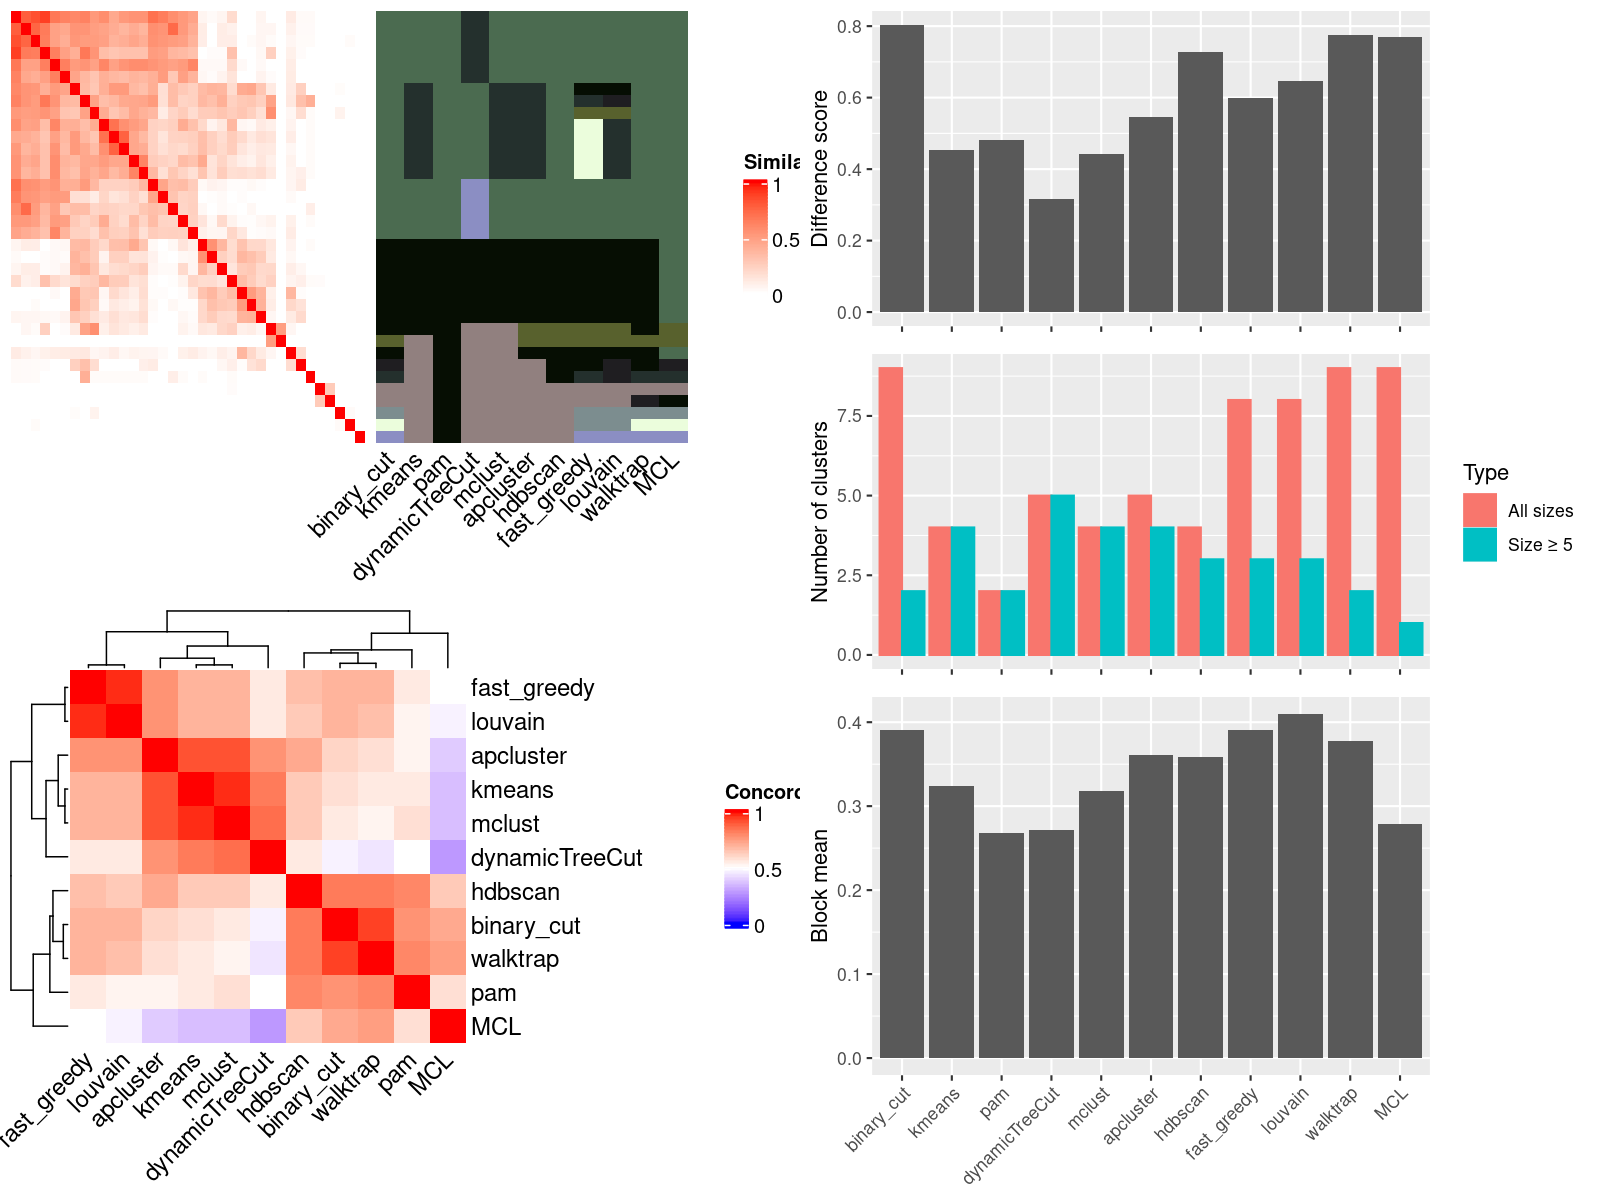 Simila
1
0.5
0
binary_cut
kmeans
pam
dynamicTreeCut
mclust
apcluster
hdbscan
fast_greedy
louvain
walktrap
MCL
fast_greedy
louvain
apcluster
kmeans
mclust
dynamicTreeCut
hdbscan
binary_cut
walktrap
pam
MCL
Concord
1
0.5
0
fast_greedy
louvain
apcluster
kmeans
mclust
dynamicTreeCut
hdbscan
binary_cut
walktrap
pam
MCL
Difference score
0.8
0.6
0.4
0.2
0.0
Number of clusters
7.5
5.0
2.5
0.0
Type
All sizes
Size ≥ 5
Block mean
0.4
0.3
0.2
0.1
0.0
binary_cut
kmeans
pam
dynamicTreeCut
mclust
apcluster
hdbscan
fast_greedy
louvain
walktrap
MCL